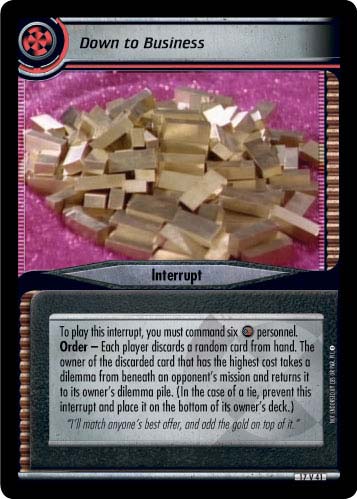 Down to Business
Interrupt
To play this interrupt, you must command six personnel.
Order – Each player discards a random card from hand. The
owner of the discarded card that has the highest cost takes a
dilemma from beneath an opponent's mission and returns it
to its owner's dilemma pile. (In the case of a tie, prevent this
interrupt and place it on the bottom of its owner's deck.)
"I'll match anyone's best offer, and add the gold on top of it."
17 V 41